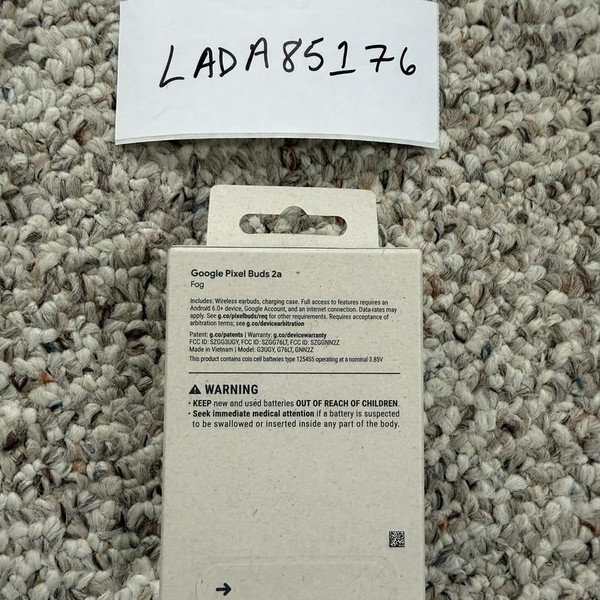 LADA85176
Google Pixel Buds 2a
Fog
Includes: Wireless earbuds, charging case. Full access to features requires an
Android 6.0+ device, Google Account, and an internet connection. Data-rates may
apply. See g.co/pixelbuds/req for other requirements. Requires acceptance of
arbitration terms; see g.co/devicearbitration
Patent: g.co/patents | Warranty: g.co/devicewarranty
FCC ID: SZGG3UGY, FCC ID: SZGG76LT, FCC ID: SZGGNN2Z
Made in Vietnam | Model: G3UGY, G76LT, GNN2Z
This product contains coin cell batteries type 125455 operating at a nominal 3.85V
WARNING
• KEEP new and used batteries OUT OF REACH OF CHILDREN.
• Seek immediate medical attention if a battery is suspected
to be swallowed or inserted inside any part of the body.